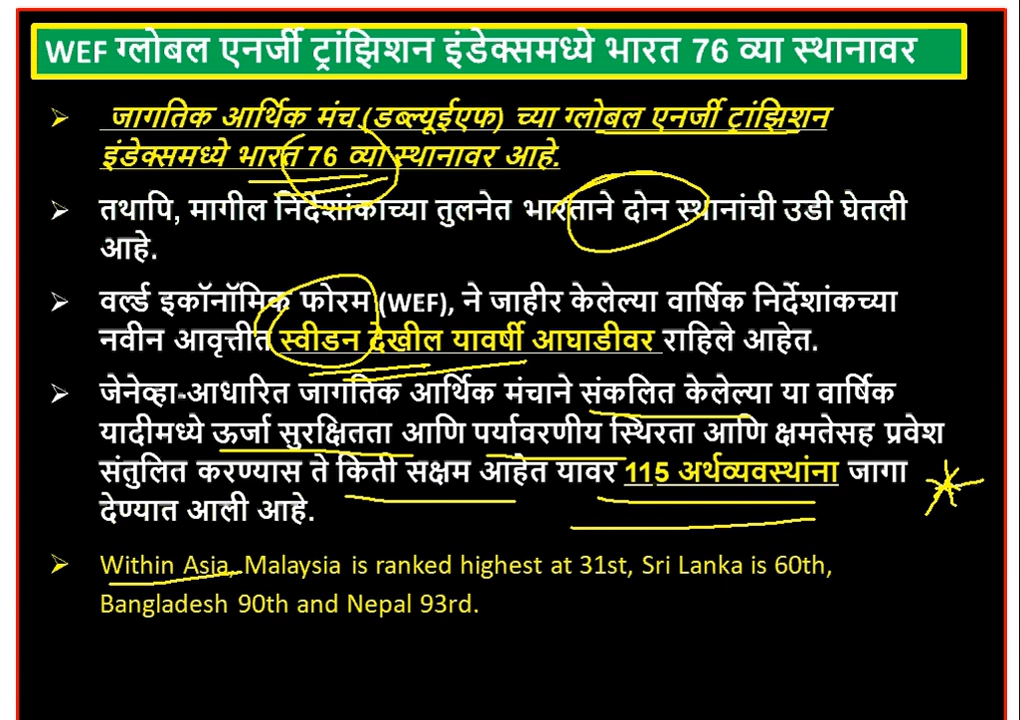 WEF ग्लोबल एनर्जी ट्रांझिशन इंडेक्समध्ये भारत 76 व्या स्थानावर
जागतिक आर्थिक मंच (डब्ल्यूईएफ) च्या ग्लोबल एनर्जी ट्रांझिशन
इंडेक्समध्ये भारत 76 व्या स्थानावर आहे.
तथापि, मागील निर्देशांकाच्या तुलनेत भारताने दोन स्थानांची उडी घेतली
आहे.
वर्ल्ड इकॉनॉमिक फोरम (WEF), ने जाहीर केलेल्या वार्षिक निर्देशांकच्या
नवीन आवृत्तीत स्वीडन देखील यावर्षी आघाडीवर राहिले आहेत.
जेनेव्हा-आधारित जागतिक आर्थिक मंचाने संकलित केलेल्या या वार्षिक
यादीमध्ये ऊर्जा सुरक्षितता आणि पर्यावरणीय स्थिरता आणि क्षमतेसह प्रवेश
संतुलित करण्यास ते किती सक्षम आहेत यावर 115 अर्थव्यवस्थांना जागा
देण्यात आली आहे.
Within Asia, Malaysia is ranked highest at 31st, Sri Lanka is 60th,
Bangladesh 90th and Nepal 93rd.